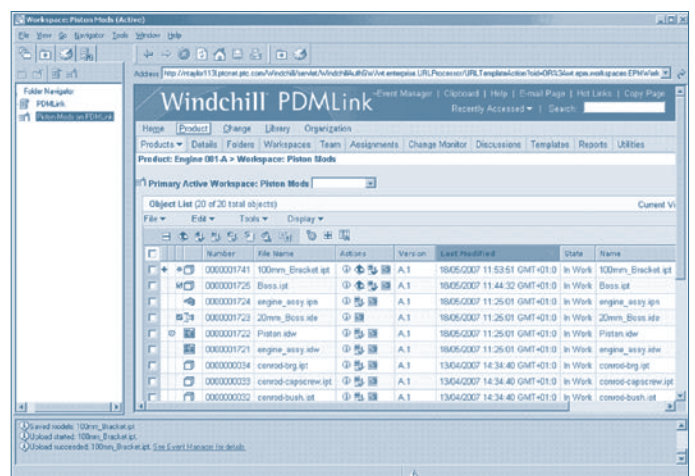 Workspace: Piston Mods (Active)
File View Go Navigator Tools Window Help
Folder Navigator
PDMLink
Piston Mods on PDMLink
Address
Windchill PDMLink
Event Manager | Clipboard | Help | E-mail Page | Hot Links | Copy Page
Recently Accessed | Search:
Home Product Change Library Organization
Products Details Folders Workspaces Team Assignments Change Monitor Discussions Templates Reports Utilities
Product: Engine 001-A > Workspace: Piston Mods
Primary Active Workspace: Piston Mods
Object List (20 of 20 total objects) Current Vi
File Edit Tools Display
Number File Name Actions Version Last Modified State Name
0000001741 100mm_Bracket.ipt A.1 18/05/2007 11:53:51 GMT+01:0 In Work 100mm_Bracket.ipt
0000001725 Boss.ipt A.1 18/05/2007 11:44:32 GMT+01:0 In Work Boss.ipt
0000001724 engine_assy.ipn A.1 18/05/2007 11:25:01 GMT+01:0 In Work engine_assy.ipn
0000001723 20mm_Boss.ide A.1 18/05/2007 11:25:01 GMT+01:0 In Work 20mm_Boss.ide
0000001722 Piston.idw A.1 18/05/2007 11:25:01 GMT+01:0 In Work Piston.idw
0000001721 engine_assy.idw A.1 18/05/2007 11:25:01 GMT+01:0 In Work engine_assy.idw
0000000034 conrod-brg.ipt A.1 13/04/2007 14:34:40 GMT+01:0 In Work conrod-brg.ipt
0000000033 conrod-capscrew.ipt A.1 13/04/2007 14:34:40 GMT+01:0 In Work conrod-capscrew.ipt
0000000032 conrod-bush.ipt A.1 13/04/2007 14:34:40 GMT+01:0 In Work conrod-bush.ipt
Saved models: 100mm_Bracket.ipt
Upload started: 100mm_Bracket.ipt.
Upload succeeded: 100mm_Bracket.ipt. See Event Manager for details.